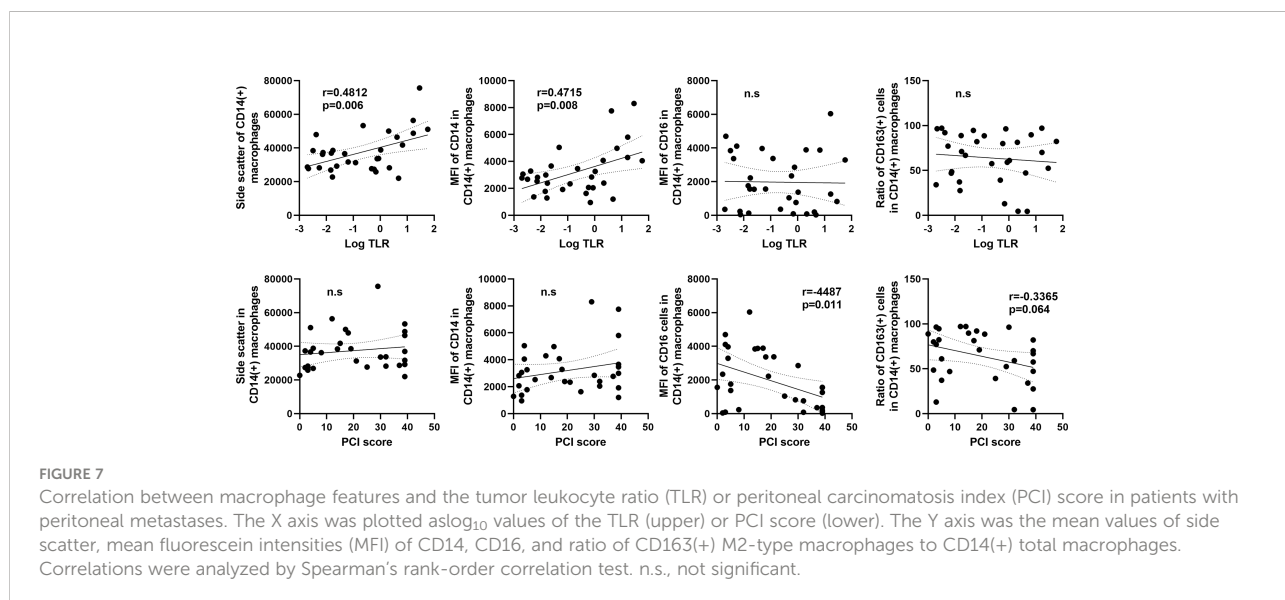 Side scatter of CD14(+)
macrophages
80000
60000
40000
20000
0
r=0.4812
p=0.006
-3 -2 -1 0 1 2
Log TLR
MFI of CD14 in
CD14(+) macrophages
10000
8000
6000
4000
2000
0
r=0.4715
p=0.008
-3 -2 -1 0 1 2
Log TLR
MFI of CD16 in
CD14(+) macrophages
8000
6000
4000
2000
0
n.s
-3 -2 -1 0 1 2
Log TLR
Ratio of CD163(+) cells
in CD14(+) macrophages
150
100
50
0
n.s
-3 -2 -1 0 1 2
Log TLR
Side scatter in
CD14(+) macrophages
80000
60000
40000
20000
0
n.s
0 10 20 30 40 50
PCI score
MFI of CD14 in
CD14(+) macrophages
10000
8000
6000
4000
2000
0
n.s
0 10 20 30 40 50
PCI score
MFI of CD16 cells in
CD14(+) macrophages
8000
6000
4000
2000
0
r=-4487
p=0.011
0 10 20 30 40 50
PCI score
Ratio of CD163(+) cells
in CD14(+) macrophages
150
100
50
0
r=-0.3365
p=0.064
0 10 20 30 40 50
PCI score
FIGURE 7
Correlation between macrophage features and the tumor leukocyte ratio (TLR) or peritoneal carcinomatosis index (PCI) score in patients with
peritoneal metastases. The X axis was plotted aslog₁₀ values of the TLR (upper) or PCI score (lower). The Y axis was the mean values of side
scatter, mean fluorescein intensities (MFI) of CD14, CD16, and ratio of CD163(+) M2-type macrophages to CD14(+) total macrophages.
Correlations were analyzed by Spearman’s rank-order correlation test. n.s., not significant.